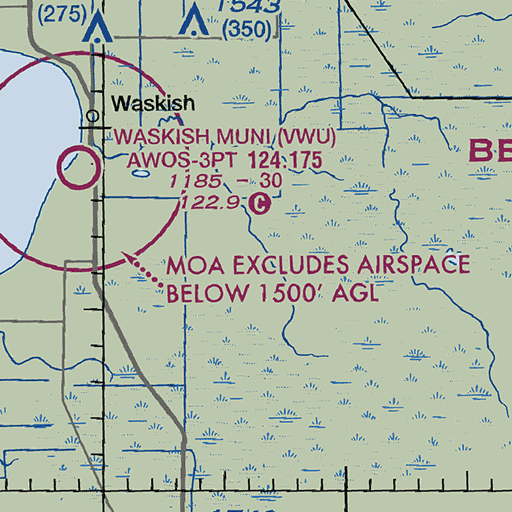 1543
(275)
(350)
Waskish
WASKISH MUNI (VWU)
AWOS-3PT 124.175
1185 - 30
122.9 C
BE
MOA EXCLUDES AIRSPACE
BELOW 1500' AGL